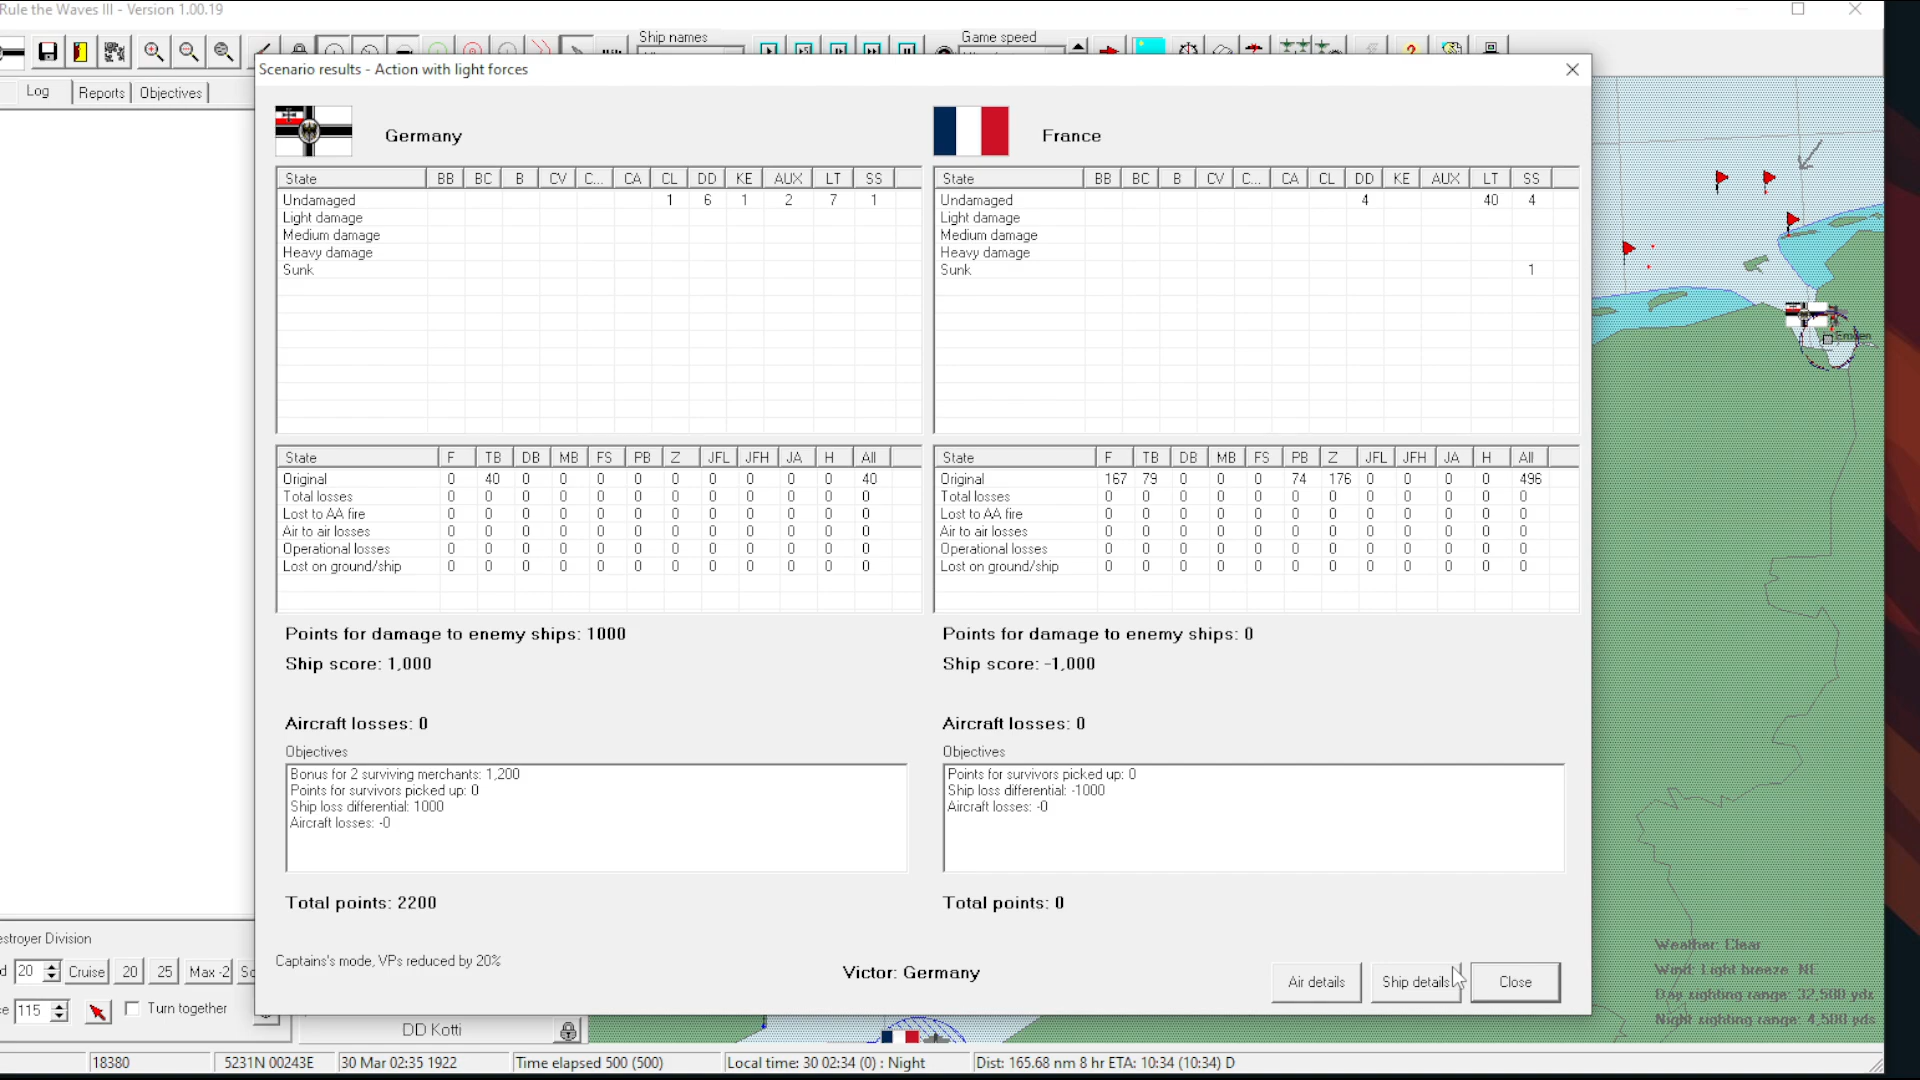 Rule the Waves III - Version 1.00.19
Ship names
Game speed
Log Reports Objectives
Scenario results - Action with light forces
Germany
State BB BC B CV C... CA CL DD KE AUX LT SS
Undamaged 1 6 1 2 7 1
Light damage
Medium damage
Heavy damage
Sunk
State F TB DB MB FS PB Z JFL JFH JA H All
Original 0 40 0 0 0 0 0 0 0 0 0 40
Total losses 0 0 0 0 0 0 0 0 0 0 0 0
Lost to AA fire 0 0 0 0 0 0 0 0 0 0 0 0
Air to air losses 0 0 0 0 0 0 0 0 0 0 0 0
Operational losses 0 0 0 0 0 0 0 0 0 0 0 0
Lost on ground/ship 0 0 0 0 0 0 0 0 0 0 0 0
Points for damage to enemy ships: 1000
Ship score: 1,000
Aircraft losses: 0
Objectives
Bonus for 2 surviving merchants: 1,200
Points for survivors picked up: 0
Ship loss differential: 1000
Aircraft losses: -0
Total points: 2200
Captains's mode, VPs reduced by 20%
France
State BB BC B CV C... CA CL DD KE AUX LT SS
Undamaged 4 40 4
Light damage
Medium damage
Heavy damage
Sunk 1
State F TB DB MB FS PB Z JFL JFH JA H All
Original 167 79 0 0 0 74 176 0 0 0 0 496
Total losses 0 0 0 0 0 0 0 0 0 0 0 0
Lost to AA fire 0 0 0 0 0 0 0 0 0 0 0 0
Air to air losses 0 0 0 0 0 0 0 0 0 0 0 0
Operational losses 0 0 0 0 0 0 0 0 0 0 0 0
Lost on ground/ship 0 0 0 0 0 0 0 0 0 0 0 0
Points for damage to enemy ships: 0
Ship score: -1,000
Aircraft losses: 0
Objectives
Points for survivors picked up: 0
Ship loss differential: -1000
Aircraft losses: -0
Total points: 0
Victor: Germany
Air details Ship details Close
Emden
Weather: Clear
Wind: Light breeze NE
Day sighting range: 32,500 yds
Night sighting range: 4,500 yds
estroyer Division
d 20 Cruise 20 25 Max -2 Sc
e 115 Turn together
DD Kotti
18380 5231N 00243E 30 Mar 02:35 1922 Time elapsed 500 (500) Local time: 30 02:34 (0) : Night Dist: 165.68 nm 8 hr ETA: 10:34 (10:34) D